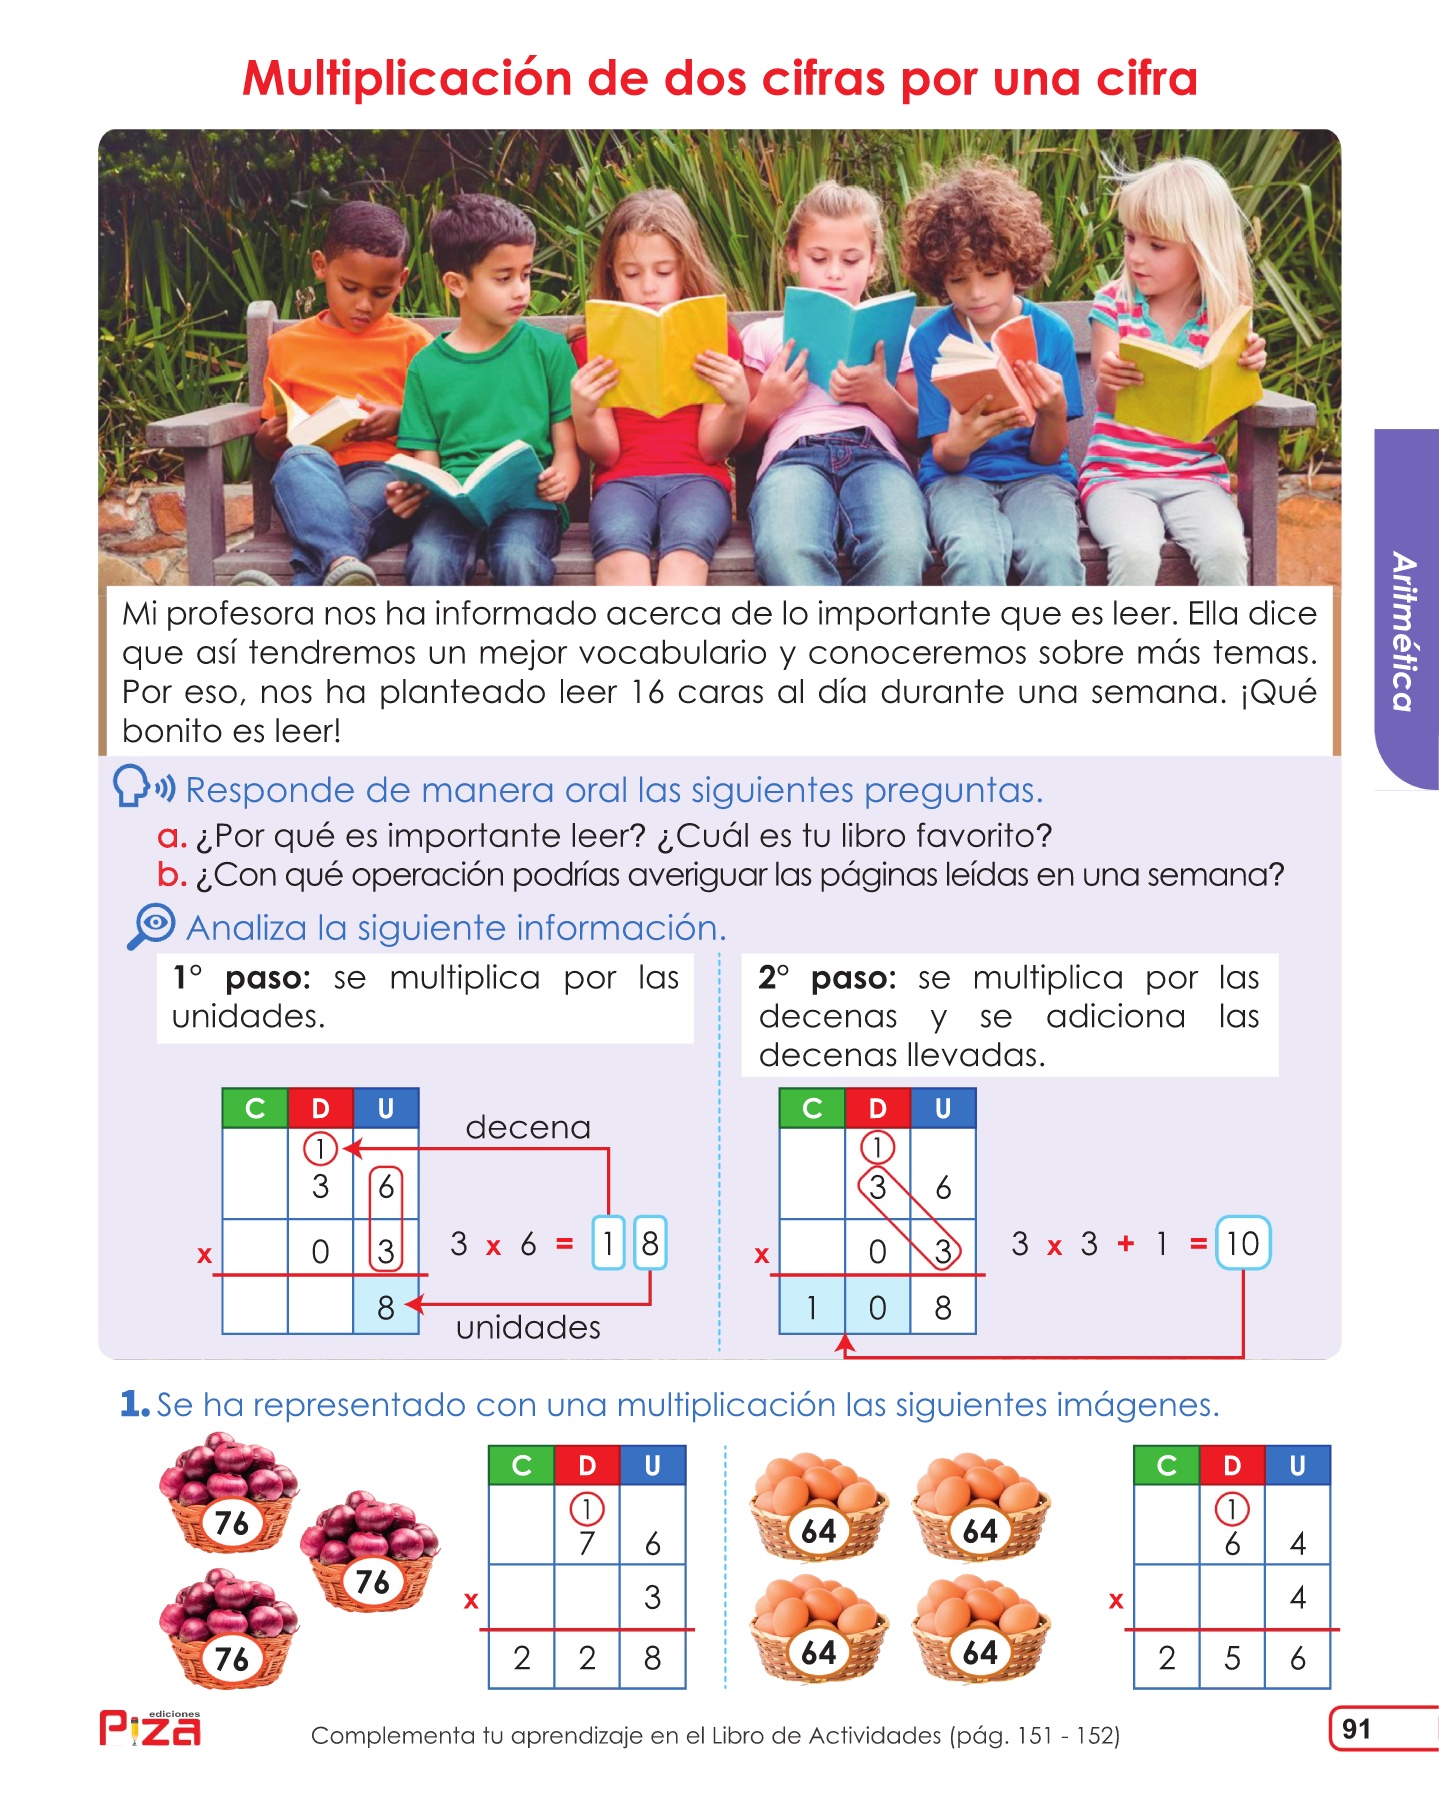 Multiplicación de dos cifras por una cifra
Mi profesora nos ha informado acerca de lo importante que es leer. Ella dice
que así tendremos un mejor vocabulario y conoceremos sobre más temas.
Por eso, nos ha planteado leer 16 caras al día durante una semana. ¡Qué
bonito es leer!
Aritmética
Responde de manera oral las siguientes preguntas.
a. ¿Por qué es importante leer? ¿Cuál es tu libro favorito?
b. ¿Con qué operación podrías averiguar las páginas leídas en una semana?
Analiza la siguiente información.
1° paso: se multiplica por las
unidades.
C D U
1
3 6
x 0 3
8
decena
3 x 6 = 1 8
unidades
2° paso: se multiplica por las
decenas y se adiciona las
decenas llevadas.
C D U
1
3 6
x 0 3
1 0 8
3 x 3 + 1 = 10
1. Se ha representado con una multiplicación las siguientes imágenes.
76
76
76
C D U
1
7 6
x 3
2 2 8
64 64
64 64
C D U
1
6 4
x 4
2 5 6
ediciones
Piza
Complementa tu aprendizaje en el Libro de Actividades (pág. 151 - 152)
91